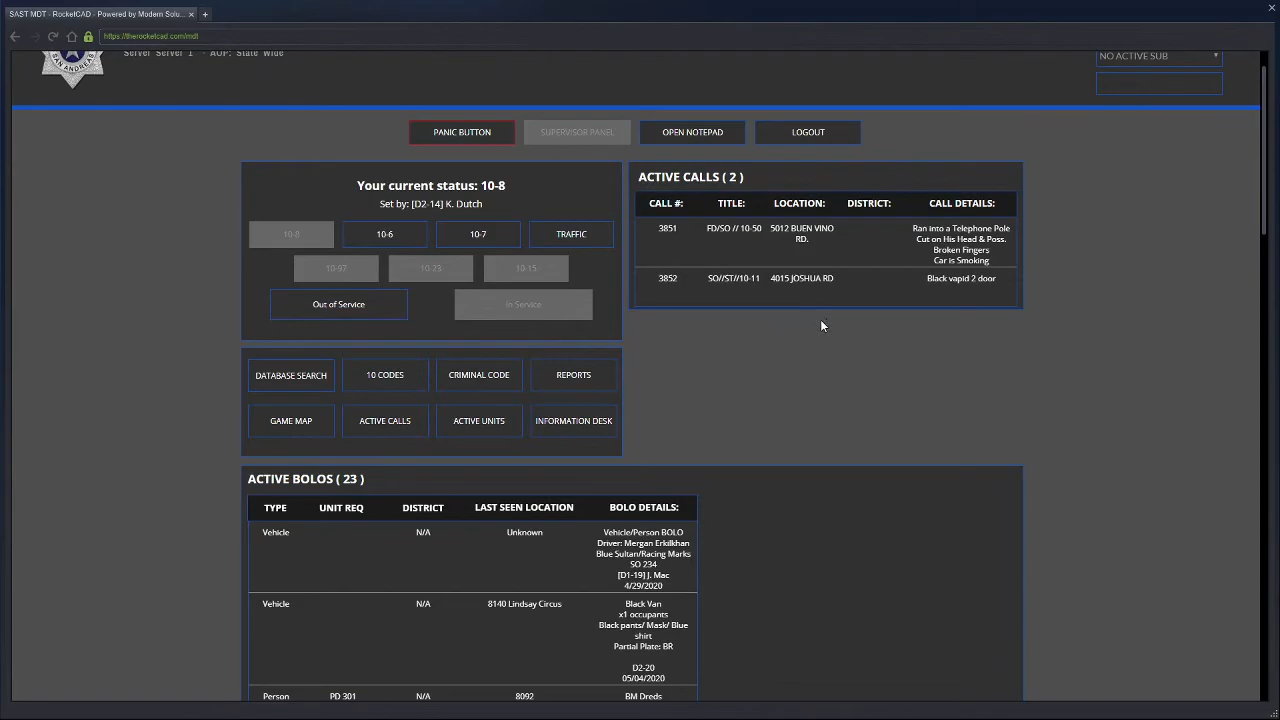 SAST MDT - RocketCAD - Powered by Modern Solu...
https://therocketcad.com/mdt
SAN ANDREAS
Server Server 1 - AOP: State Wide
NO ACTIVE SUB
PANIC BUTTON
SUPERVISOR PANEL
OPEN NOTEPAD
LOGOUT
Your current status: 10-8
Set by: [D2-14] K. Dutch
10-8
10-6
10-7
TRAFFIC
10-97
10-23
10-15
Out of Service
In Service
ACTIVE CALLS ( 2 )
CALL #: TITLE: LOCATION: DISTRICT: CALL DETAILS:
3851 FD/SO // 10-50 5012 BUEN VINO Ran into a Telephone Pole
RD. Cut on His Head & Poss.
Broken Fingers
Car is Smoking
3852 SO//ST//10-11 4015 JOSHUA RD Black vapid 2 door
DATABASE SEARCH
10 CODES
CRIMINAL CODE
REPORTS
GAME MAP
ACTIVE CALLS
ACTIVE UNITS
INFORMATION DESK
ACTIVE BOLOS ( 23 )
TYPE UNIT REQ DISTRICT LAST SEEN LOCATION BOLO DETAILS:
Vehicle N/A Unknown Vehicle/Person BOLO
Driver: Mergan Erkilkhan
Blue Sultan/Racing Marks
SO 234
[D1-19] J. Mac
4/29/2020
Vehicle N/A 8140 Lindsay Circus Black Van
x1 occupants
Black pants/ Mask/ Blue
shirt
Partial Plate: BR
D2-20
05/04/2020
Person PD 301 N/A 8092 BM Dreds